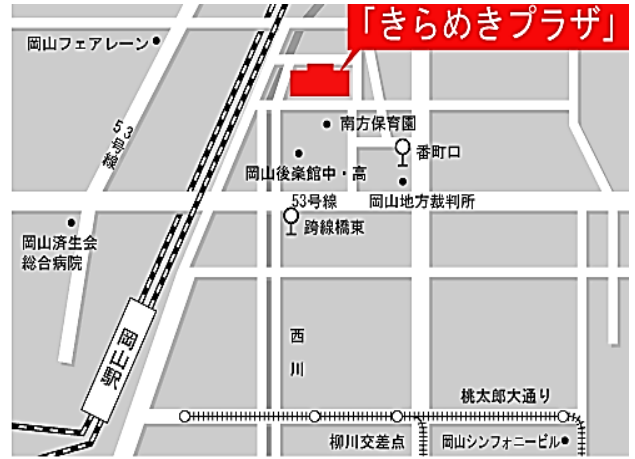 「きらめきプラザ」
岡山フェアレーン
53号線
南方保育園
番町口
岡山後楽館中・高
53号線
岡山地方裁判所
跨線橋東
岡山済生会
総合病院
岡山駅
西川
桃太郎大通り
柳川交差点
岡山シンフォニービル